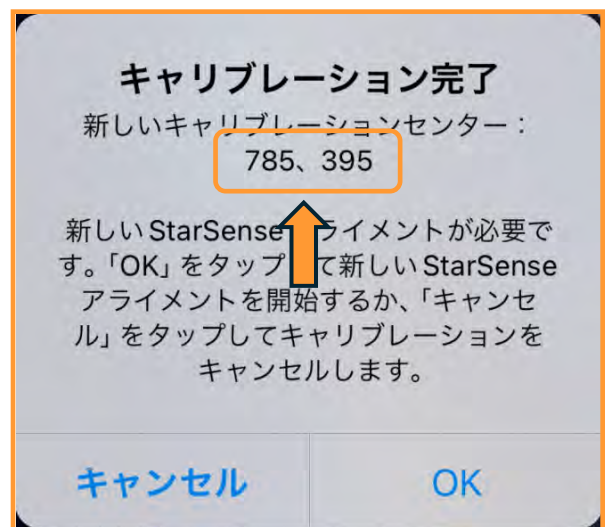 キャリブレーション完了
新しいキャリブレーションセンター：
785、395
新しいStarSense ライメントが必要で
す。「OK」をタップ て新しいStarSense
アライメントを開始するか、「キャンセ
ル」をタップしてキャリブレーションを
キャンセルします。
キャンセル
OK